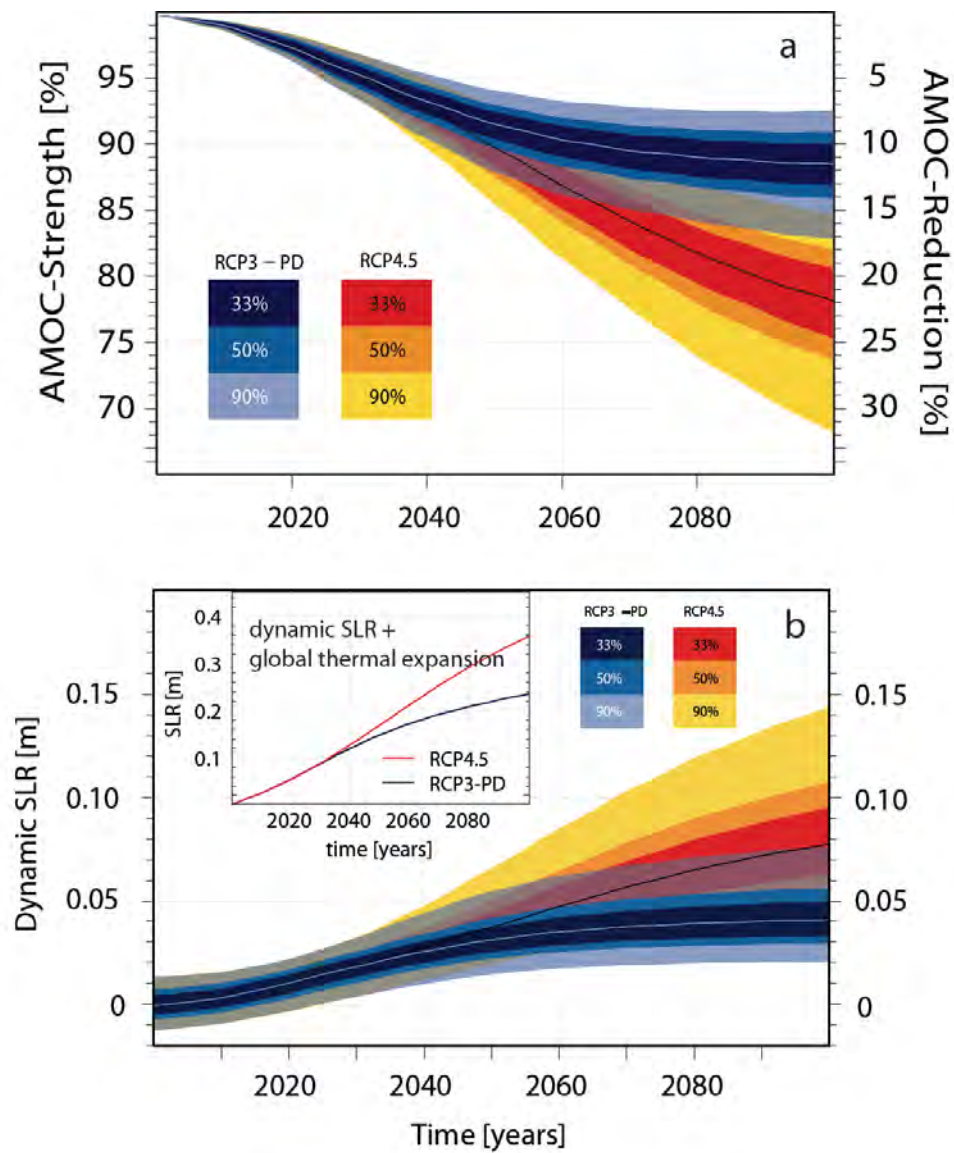 a
AMOC-Strength [%]
95
90
85
80
75
70
AMOC-Reduction [%]
5
10
15
20
25
30
RCP3 – PD RCP4.5
33% 33%
50% 50%
90% 90%
2020 2040 2060 2080
b
Dynamic SLR [m]
0.15
0.10
0.05
0
0.15
0.10
0.05
0
dynamic SLR +
global thermal expansion
SLR [m]
0.4
0.3
0.2
0.1
RCP4.5
RCP3-PD
2020 2040 2060 2080
time [years]
RCP3 –PD RCP4.5
33% 33%
50% 50%
90% 90%
2020 2040 2060 2080
Time [years]